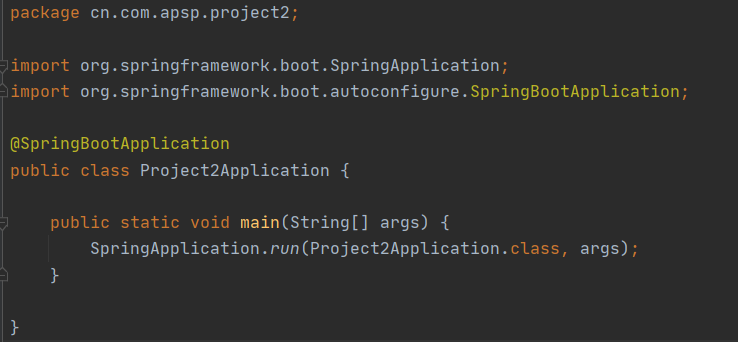 package cn.com.apsp.project2;
import org.springframework.boot.SpringApplication;
import org.springframework.boot.autoconfigure.SpringBootApplication;
@SpringBootApplication
public class Project2Application {
    public static void main(String[] args) {
        SpringApplication.run(Project2Application.class, args);
    }
}